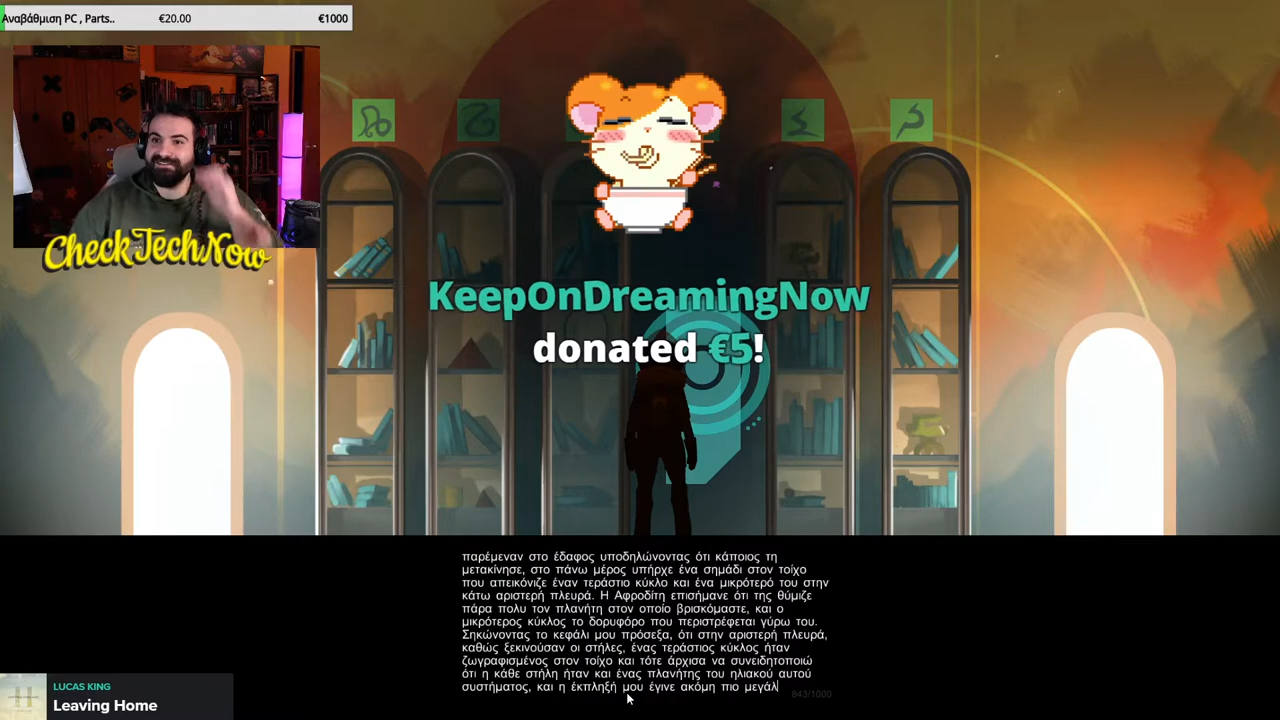 Αναβάθμιση PC , Parts.. €20.00 €1000
CheckTechNow
KeepOnDreamingNow
donated €5!
παρέμεναν στο έδαφος υποδηλώνοντας ότι κάποιος τη
μετακίνησε, στο πάνω μέρος υπήρχε ένα σημάδι στον τοίχο
που απεικόνιζε έναν τεράστιο κύκλο και ένα μικρότερό του στην
κάτω αριστερή πλευρά. Η Αφροδίτη επισήμανε ότι της θύμιζε
πάρα πολυ τον πλανήτη στον οποίο βρισκόμαστε, και ο
μικρότερος κύκλος το δορυφόρο που περιστρέφεται γύρω του.
Σηκώνοντας το κεφάλι μου πρόσεξα, ότι στην αριστερή πλευρά,
καθώς ξεκινούσαν οι στήλες, ένας τεράστιος κύκλος ήταν
ζωγραφισμένος στον τοίχο και τότε άρχισα να συνειδητοποιώ
ότι η κάθε στήλη ήταν και ένας πλανήτης του ηλιακού αυτού
συστήματος, και η έκπληξή μου έγινε ακόμη πιο μεγάλ
843/1000
LUCAS KING
Leaving Home